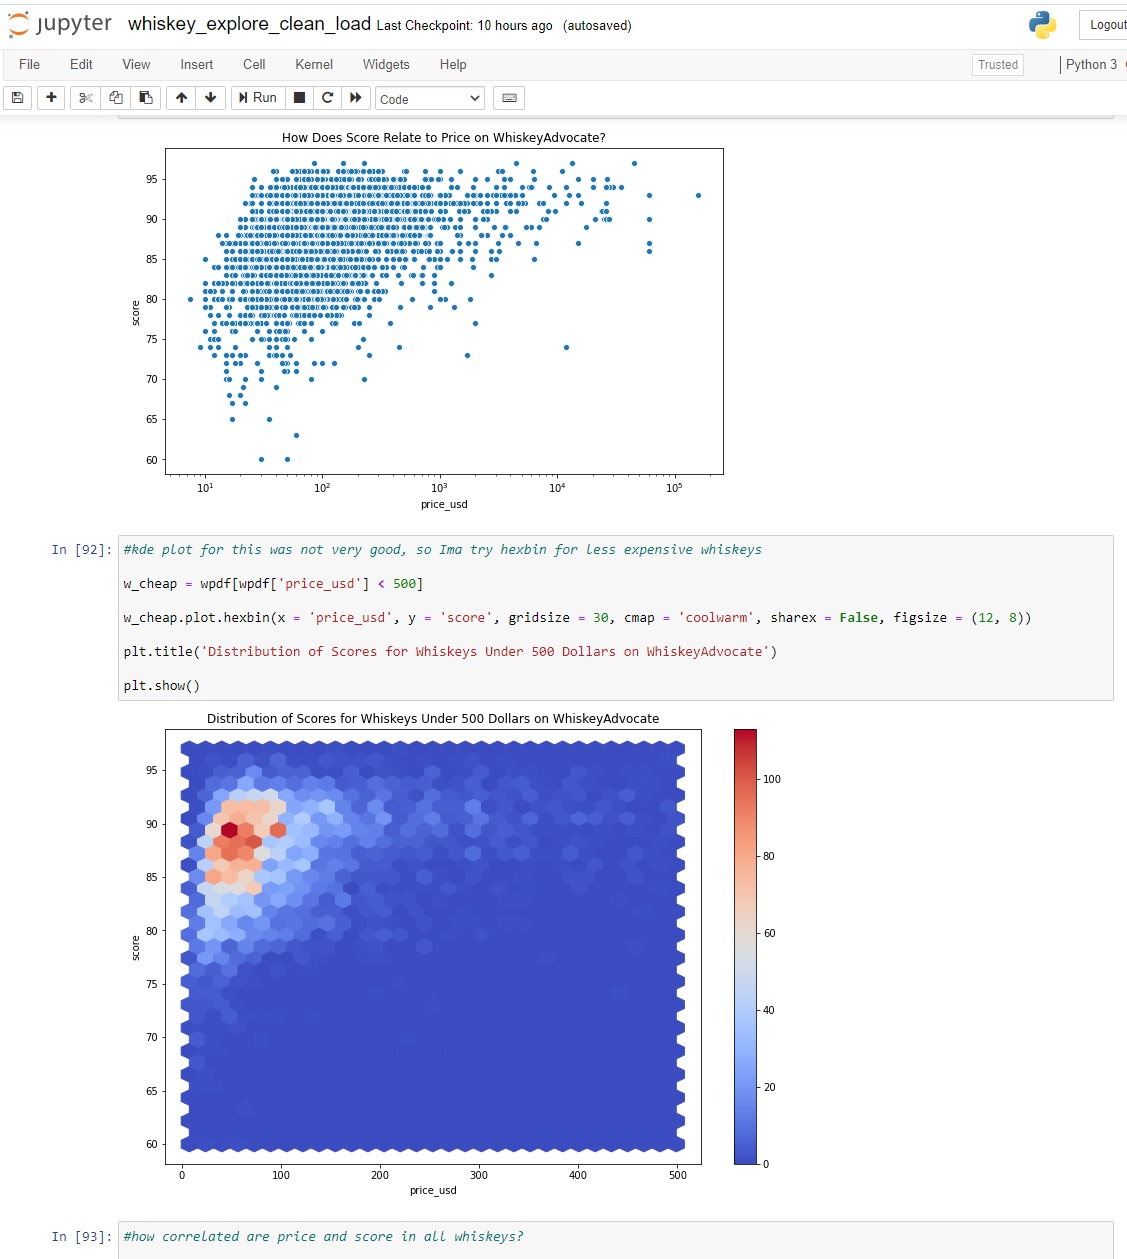 jupyter whiskey_explore_clean_load Last Checkpoint: 10 hours ago (autosaved)
Logout
File Edit View Insert Cell Kernel Widgets Help
Trusted
Python 3
Run
Code
How Does Score Relate to Price on WhiskeyAdvocate?
95
90
85
80
75
70
65
60
score
10¹ 10² 10³ 10⁴ 10⁵
price_usd
In [92]:
#kde plot for this was not very good, so Ima try hexbin for less expensive whiskeys
w_cheap = wpdf[wpdf['price_usd'] < 500]
w_cheap.plot.hexbin(x = 'price_usd', y = 'score', gridsize = 30, cmap = 'coolwarm', sharex = False, figsize = (12, 8))
plt.title('Distribution of Scores for Whiskeys Under 500 Dollars on WhiskeyAdvocate')
plt.show()
Distribution of Scores for Whiskeys Under 500 Dollars on WhiskeyAdvocate
95
90
85
80
75
70
65
60
score
0 100 200 300 400 500
price_usd
100
80
60
40
20
0
In [93]:
#how correlated are price and score in all whiskeys?